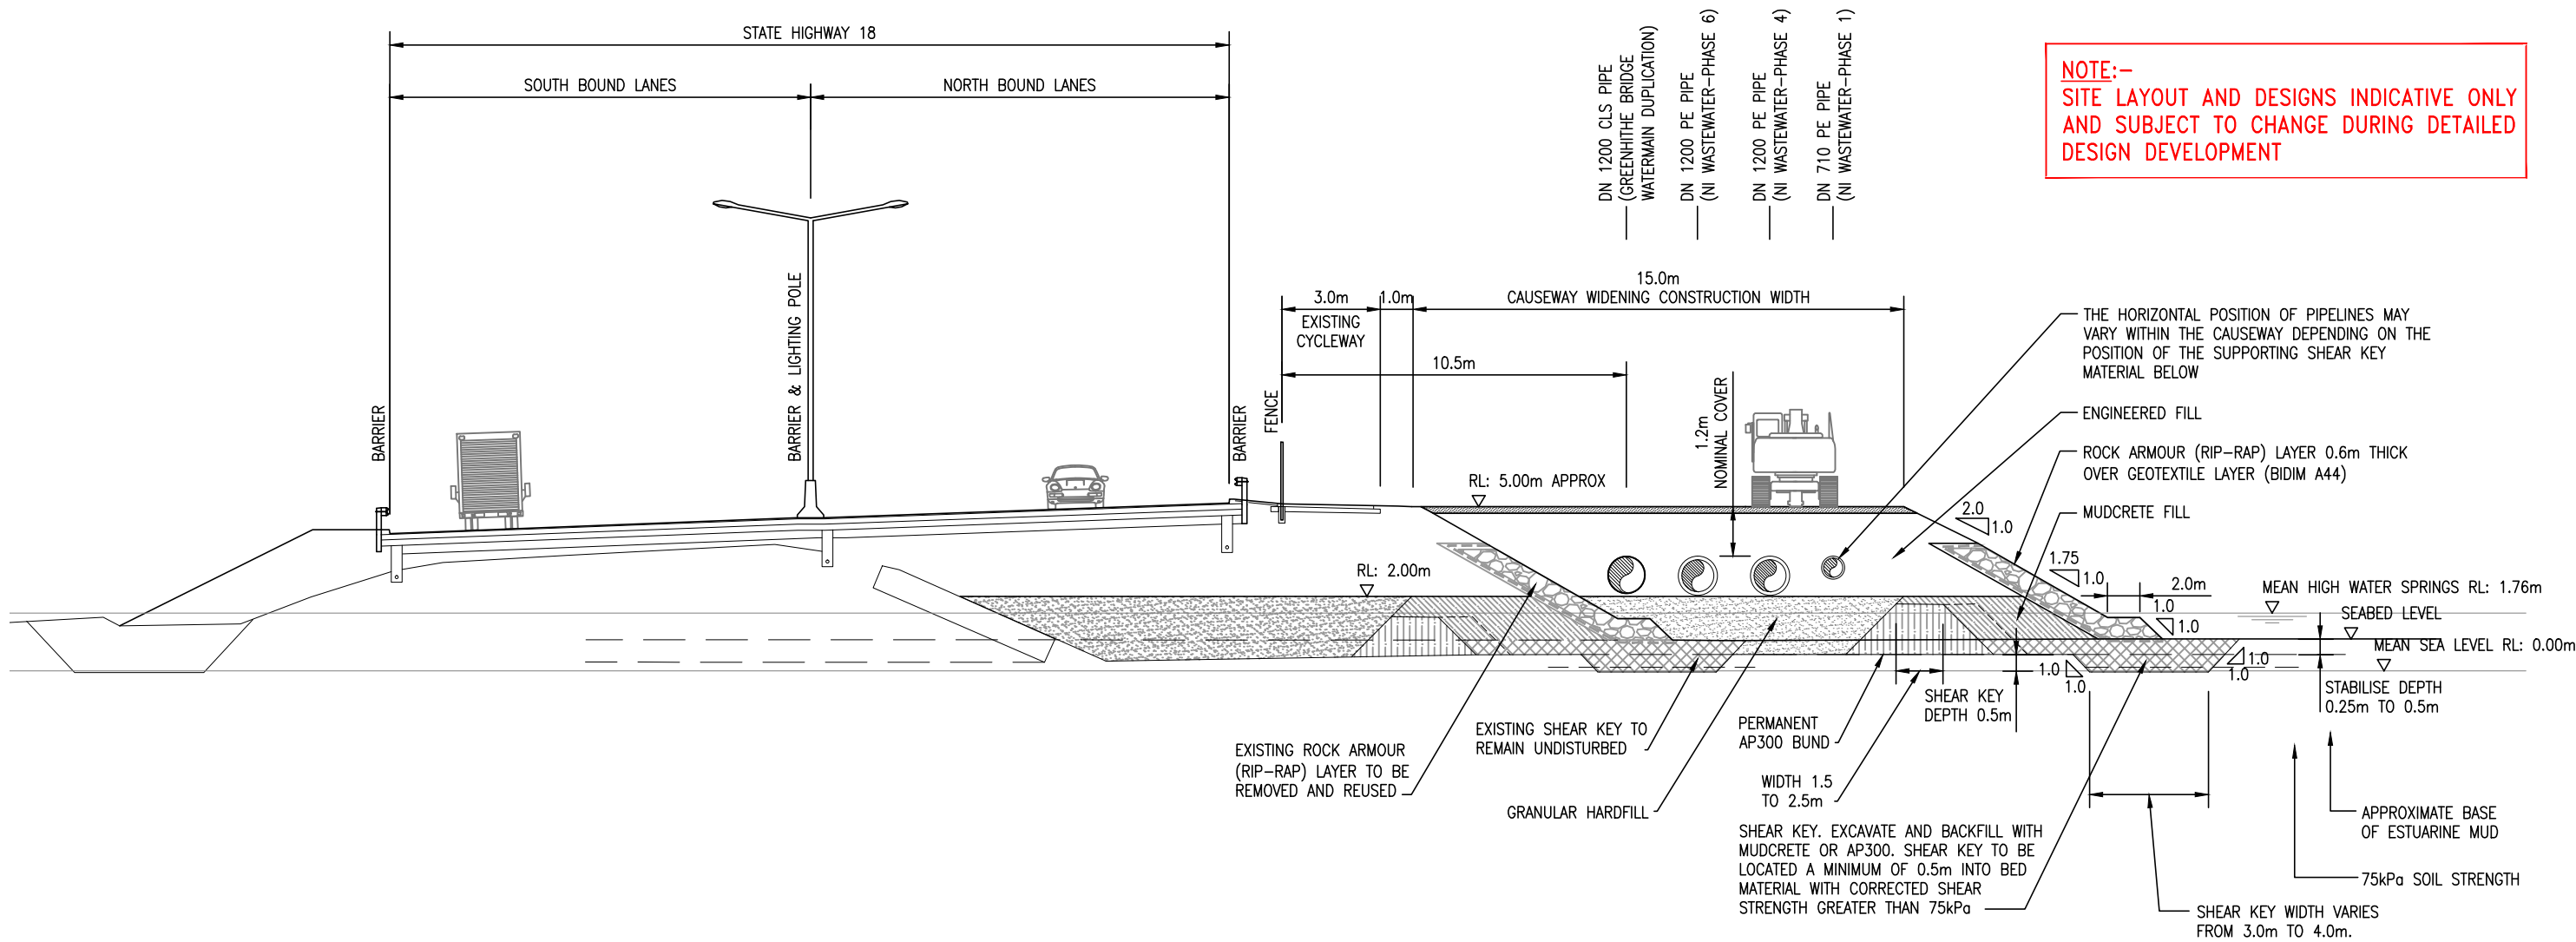 STATE HIGHWAY 18
SOUTH BOUND LANES
NORTH BOUND LANES
BARRIER
BARRIER & LIGHTING POLE
BARRIER
FENCE
DN 1200 CLS PIPE
(GREENHITHE BRIDGE
WATERMAIN DUPLICATION)
DN 1200 PE PIPE
(NI WASTEWATER-PHASE 6)
DN 1200 PE PIPE
(NI WASTEWATER-PHASE 4)
DN 710 PE PIPE
(NI WASTEWATER-PHASE 1)
NOTE:-
SITE LAYOUT AND DESIGNS INDICATIVE ONLY
AND SUBJECT TO CHANGE DURING DETAILED
DESIGN DEVELOPMENT
3.0m
EXISTING
CYCLEWAY
1.0m
15.0m
CAUSEWAY WIDENING CONSTRUCTION WIDTH
10.5m
1.2m
NOMINAL COVER
RL: 5.00m APPROX
RL: 2.00m
THE HORIZONTAL POSITION OF PIPELINES MAY
VARY WITHIN THE CAUSEWAY DEPENDING ON THE
POSITION OF THE SUPPORTING SHEAR KEY
MATERIAL BELOW
ENGINEERED FILL
ROCK ARMOUR (RIP-RAP) LAYER 0.6m THICK
OVER GEOTEXTILE LAYER (BIDIM A44)
MUDCRETE FILL
2.0
1.0
1.75
1.0
2.0m
1.0
1.0
MEAN HIGH WATER SPRINGS RL: 1.76m
SEABED LEVEL
MEAN SEA LEVEL RL: 0.00m
1.0
1.0
1.0
1.0
STABILISE DEPTH
0.25m TO 0.5m
SHEAR KEY
DEPTH 0.5m
EXISTING ROCK ARMOUR
(RIP-RAP) LAYER TO BE
REMOVED AND REUSED
EXISTING SHEAR KEY TO
REMAIN UNDISTURBED
GRANULAR HARDFILL
PERMANENT
AP300 BUND
WIDTH 1.5
TO 2.5m
SHEAR KEY. EXCAVATE AND BACKFILL WITH
MUDCRETE OR AP300. SHEAR KEY TO BE
LOCATED A MINIMUM OF 0.5m INTO BED
MATERIAL WITH CORRECTED SHEAR
STRENGTH GREATER THAN 75kPa
APPROXIMATE BASE
OF ESTUARINE MUD
75kPa SOIL STRENGTH
SHEAR KEY WIDTH VARIES
FROM 3.0m TO 4.0m.